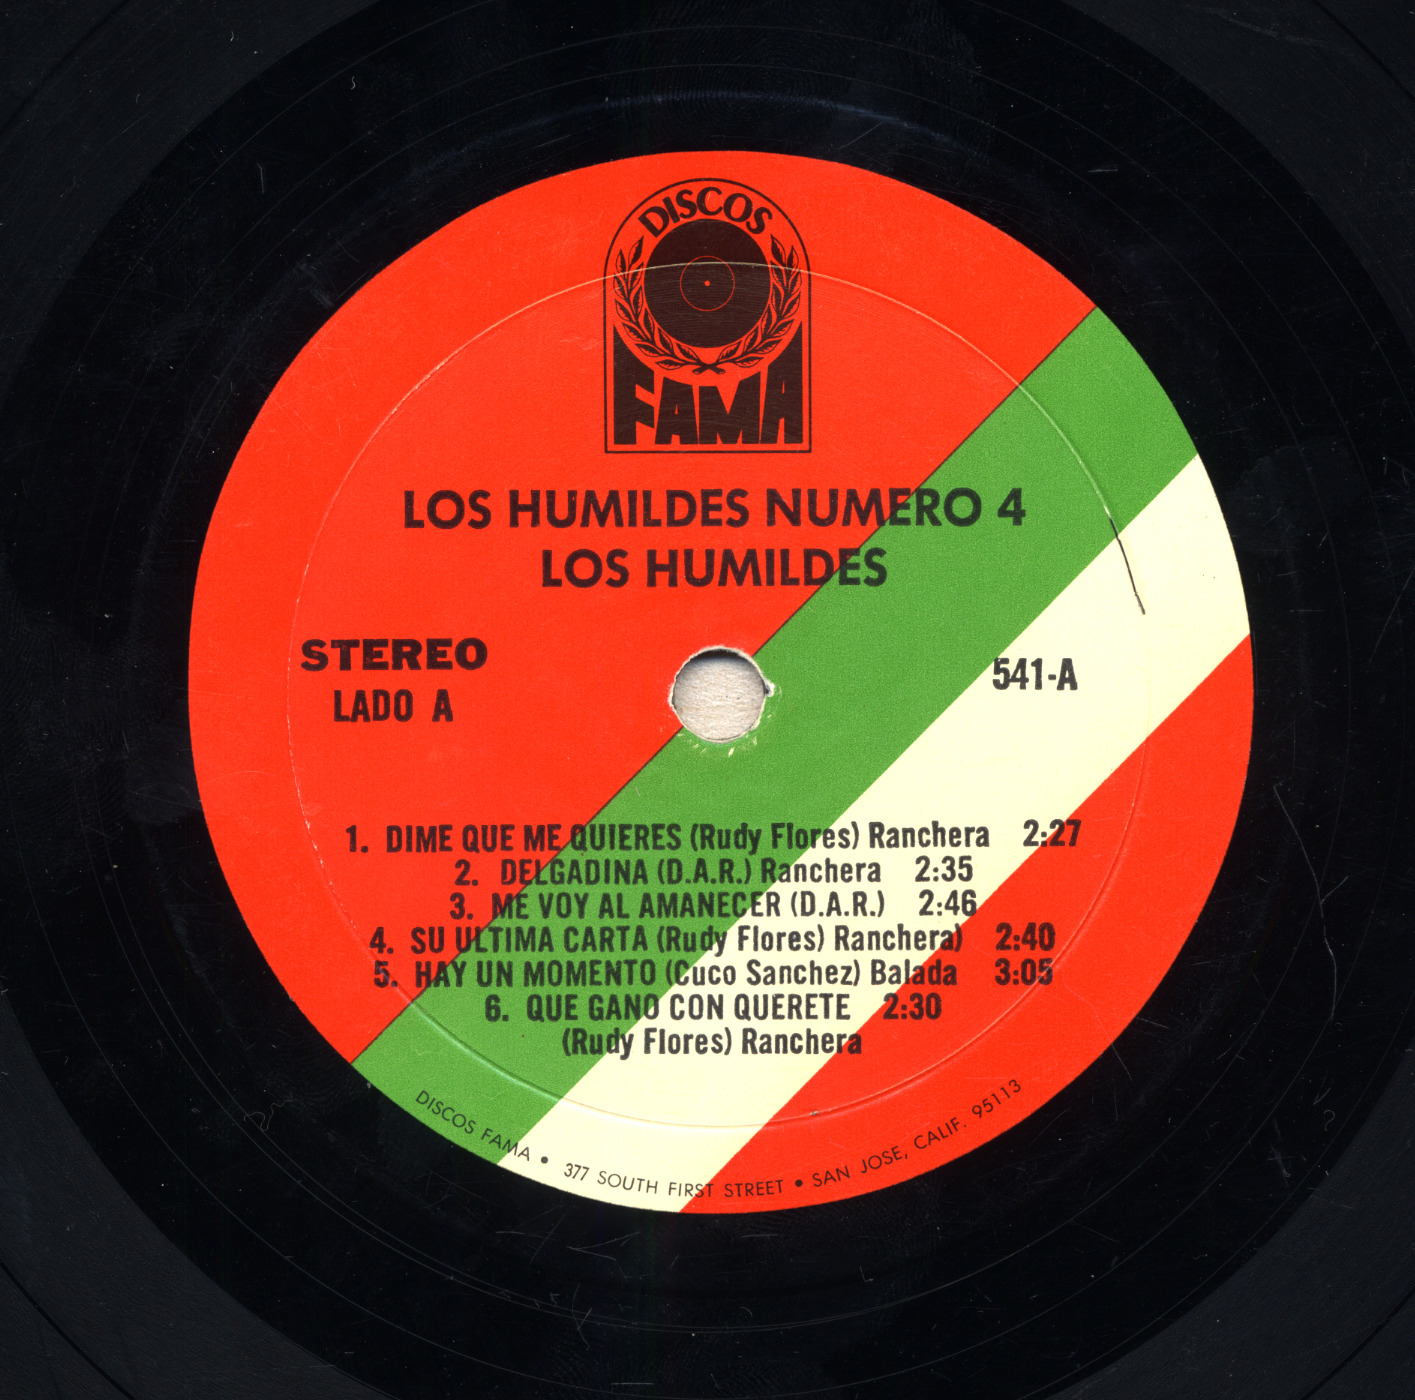 DISCOS
FAMA
LOS HUMILDES NUMERO 4
LOS HUMILDES
STEREO
LADO A
541-A
1. DIME QUE ME QUIERES (Rudy Flores) Ranchera 2:27
2. DELGADINA (D.A.R.) Ranchera 2:35
3. ME VOY AL AMANECER (D.A.R.) 2:46
4. SU ULTIMA CARTA (Rudy Flores) Ranchera) 2:40
5. HAY UN MOMENTO (Cuco Sanchez) Balada 3:05
6. QUE GANO CON QUERETE 2:30
(Rudy Flores) Ranchera
DISCOS FAMA • 377 SOUTH FIRST STREET • SAN JOSE, CALIF. 95113